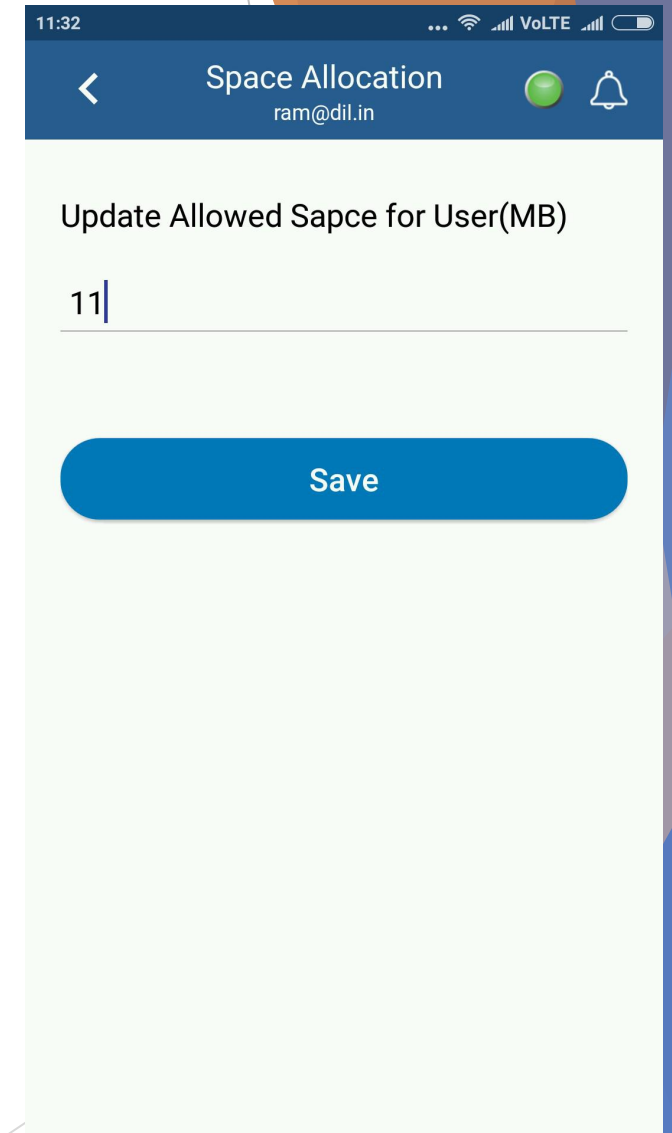 11:32
... VoLTE
Space Allocation
ram@dil.in
Update Allowed Sapce for User(MB)
11
Save